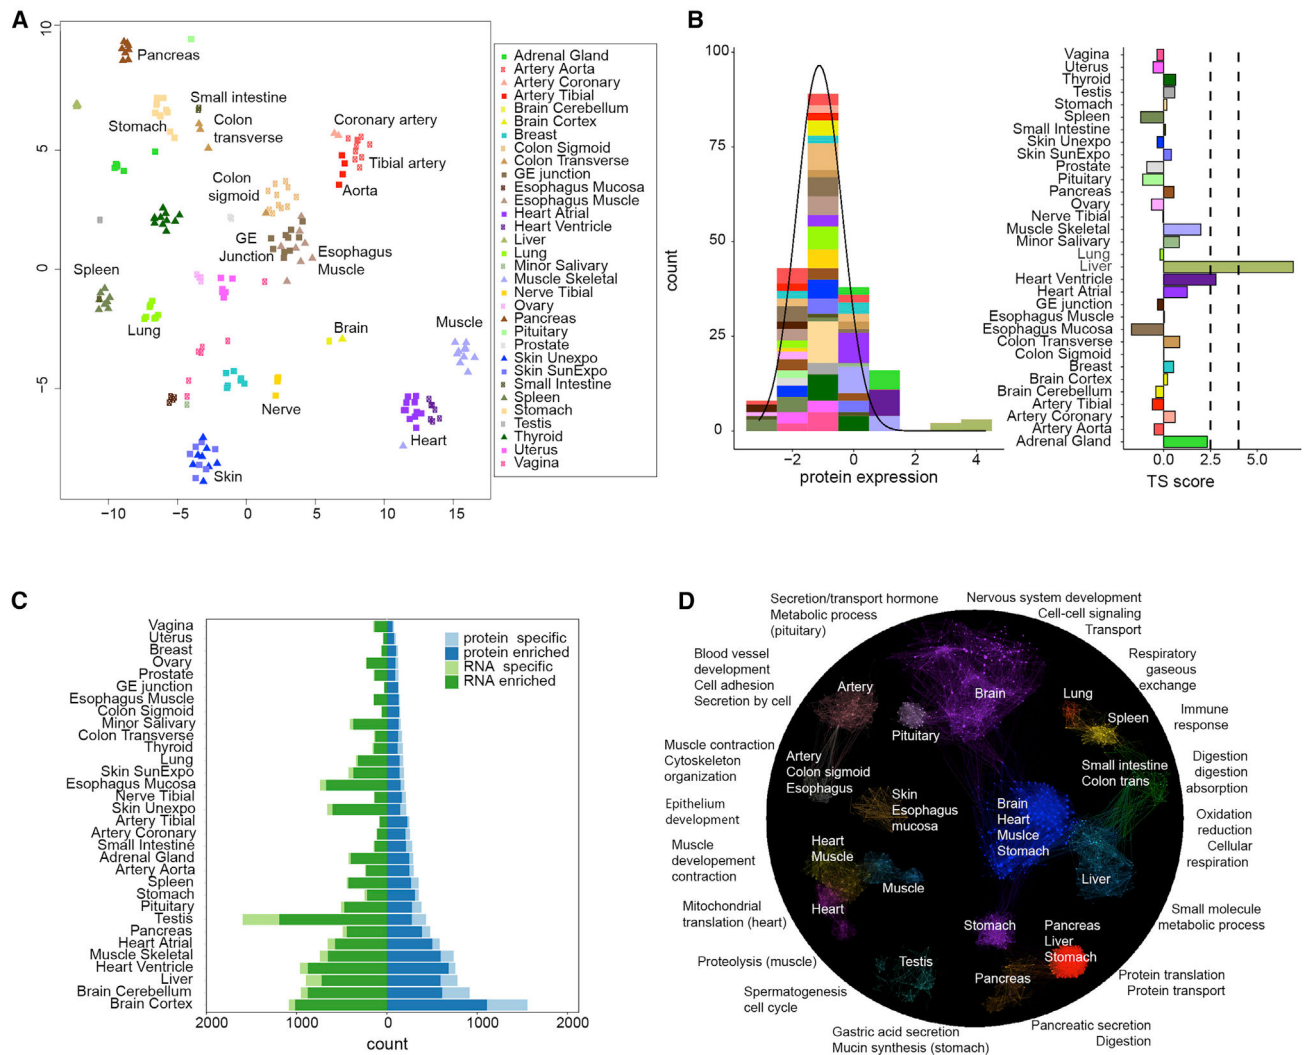 A
10
5
0
−5
−10
−5
0
5
10
15
Pancreas
Small intestine
Stomach
Colon
transverse
Coronary artery
Tibial artery
Aorta
Colon
sigmoid
GE
Junction
Esophagus
Muscle
Spleen
Lung
Brain
Muscle
Nerve
Heart
Skin
Adrenal Gland
Artery Aorta
Artery Coronary
Artery Tibial
Brain Cerebellum
Brain Cortex
Breast
Colon Sigmoid
Colon Transverse
GE junction
Esophagus Mucosa
Esophagus Muscle
Heart Atrial
Heart Ventricle
Liver
Lung
Minor Salivary
Muscle Skeletal
Nerve Tibial
Ovary
Pancreas
Pituitary
Prostate
Skin Unexpo
Skin SunExpo
Small Intestine
Spleen
Stomach
Testis
Thyroid
Uterus
Vagina
B
100
75
50
25
0
count
−2
0
2
4
protein expression
Vagina
Uterus
Thyroid
Testis
Stomach
Spleen
Small Intestine
Skin Unexpo
Skin SunExpo
Prostate
Pituitary
Pancreas
Ovary
Nerve Tibial
Muscle Skeletal
Minor Salivary
Lung
Liver
Heart Ventricle
Heart Atrial
GE junction
Esophagus Muscle
Esophagus Mucosa
Colon Transverse
Colon Sigmoid
Breast
Brain Cortex
Brain Cerebellum
Artery Tibial
Artery Coronary
Artery Aorta
Adrenal Gland
0.0
2.5
5.0
TS score
C
Vagina
Uterus
Breast
Ovary
Prostate
GE junction
Esophagus Muscle
Colon Sigmoid
Minor Salivary
Colon Transverse
Thyroid
Lung
Skin SunExpo
Esophagus Mucosa
Nerve Tibial
Skin Unexpo
Artery Tibial
Artery Coronary
Small Intestine
Adrenal Gland
Artery Aorta
Spleen
Stomach
Pituitary
Testis
Pancreas
Heart Atrial
Muscle Skeletal
Heart Ventricle
Liver
Brain Cerebellum
Brain Cortex
protein specific
protein enriched
RNA specific
RNA enriched
2000
1000
0
1000
2000
count
D
Secretion/transport hormone
Metabolic process
(pituitary)
Nervous system development
Cell-cell signaling
Transport
Blood vessel
development
Cell adhesion
Secretion by cell
Respiratory
gaseous
exchange
Immune
response
Muscle contraction
Cytoskeleton
organization
Digestion
digestion
absorption
Epithelium
development
Oxidation
reduction
Cellular
respiration
Muscle
developement
contraction
Mitochondrial
translation (heart)
Small molecule
metabolic process
Proteolysis (muscle)
Protein translation
Protein transport
Spermatogenesis
cell cycle
Gastric acid secretion
Mucin synthesis (stomach)
Pancreatic secretion
Digestion
Artery
Brain
Pituitary
Lung
Spleen
Artery
Colon sigmoid
Esophagus
Small intestine
Colon trans
Skin
Esophagus
mucosa
Brain
Heart
Muslce
Stomach
Heart
Muscle
Muscle
Liver
Heart
Stomach
Pancreas
Liver
Stomach
Testis
Pancreas